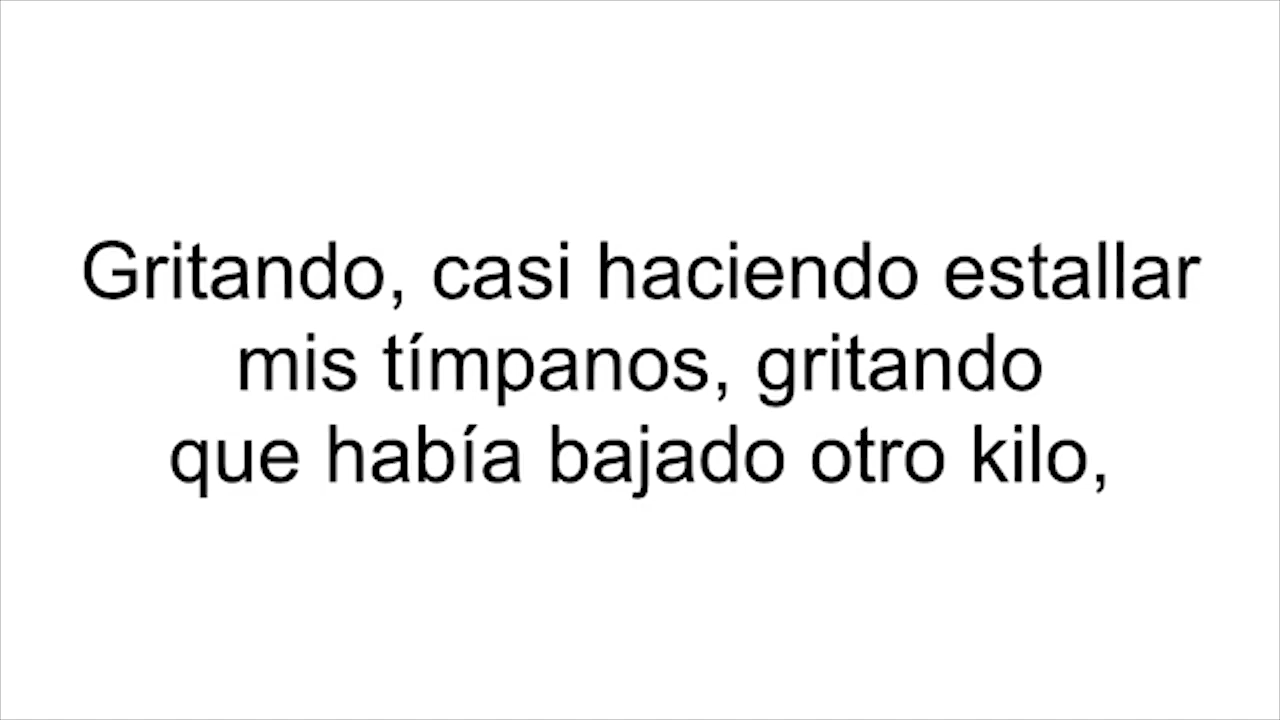 Gritando, casi haciendo estallar
mis tímpanos, gritando
que había bajado otro kilo,